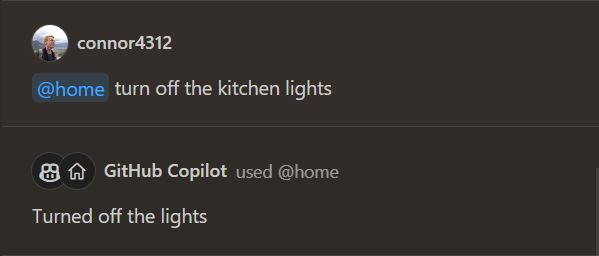 connor4312
@home turn off the kitchen lights
GitHub Copilot used @home
Turned off the lights